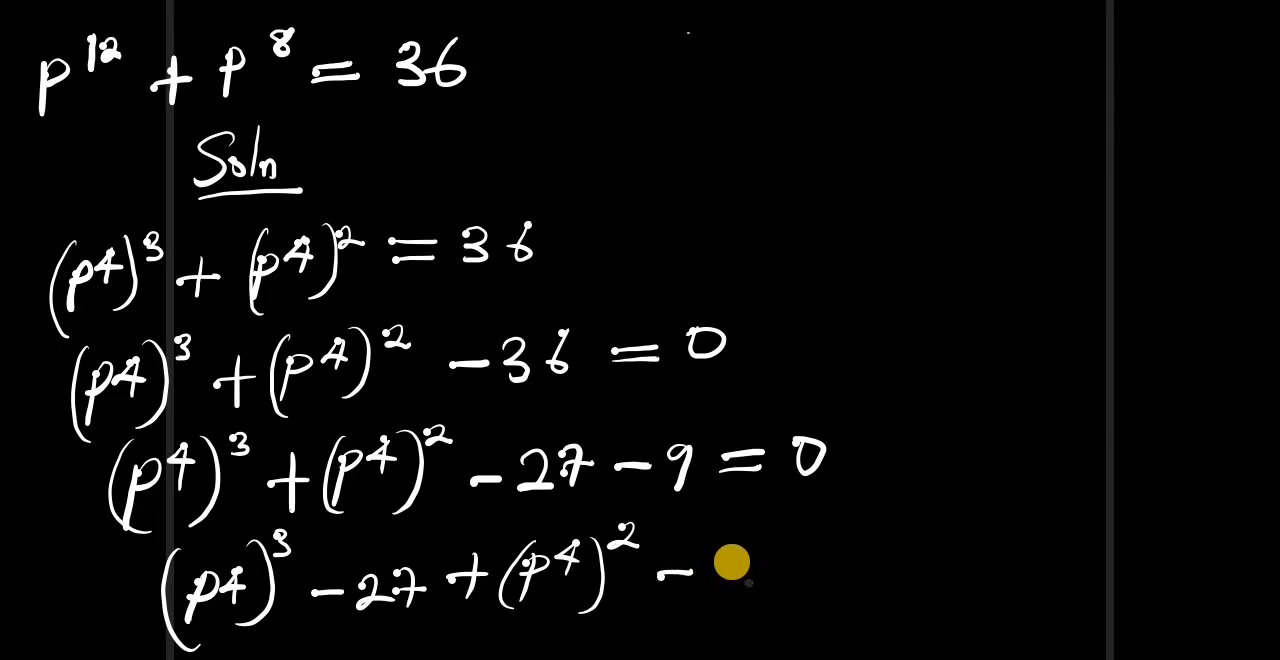 p¹² + p⁸ = 36
Soln
(p⁴)³ + (p⁴)² = 36
(p⁴)³ + (p⁴)² - 36 = 0
(p⁴)³ + (p⁴)² - 27 - 9 = 0
(p⁴)³ - 27 + (p⁴)² -